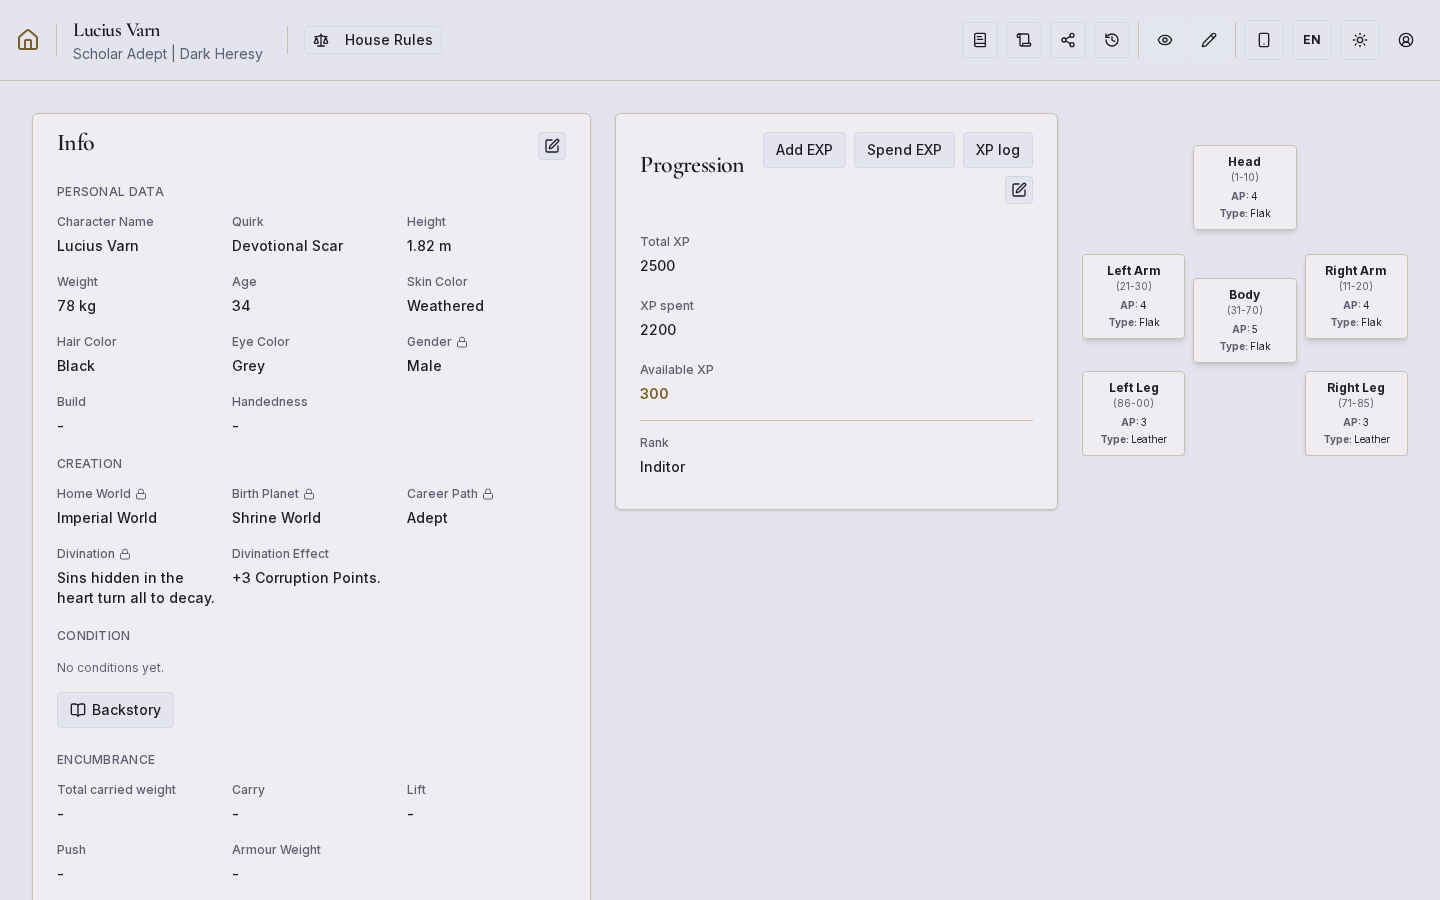 Lucius Varn
Scholar Adept | Dark Heresy
House Rules
EN
Info
PERSONAL DATA
Character Name
Lucius Varn
Quirk
Devotional Scar
Height
1.82 m
Weight
78 kg
Age
34
Skin Color
Weathered
Hair Color
Black
Eye Color
Grey
Gender
Male
Build
-
Handedness
-
CREATION
Home World
Imperial World
Birth Planet
Shrine World
Career Path
Adept
Divination
Sins hidden in the
heart turn all to decay.
Divination Effect
+3 Corruption Points.
CONDITION
No conditions yet.
Backstory
ENCUMBRANCE
Total carried weight
-
Carry
-
Lift
-
Push
-
Armour Weight
-
Progression
Add EXP
Spend EXP
XP log
Total XP
2500
XP spent
2200
Available XP
300
Rank
Inditor
Head
(1-10)
AP: 4
Type: Flak
Left Arm
(21-30)
AP: 4
Type: Flak
Body
(31-70)
AP: 5
Type: Flak
Right Arm
(11-20)
AP: 4
Type: Flak
Left Leg
(86-00)
AP: 3
Type: Leather
Right Leg
(71-85)
AP: 3
Type: Leather